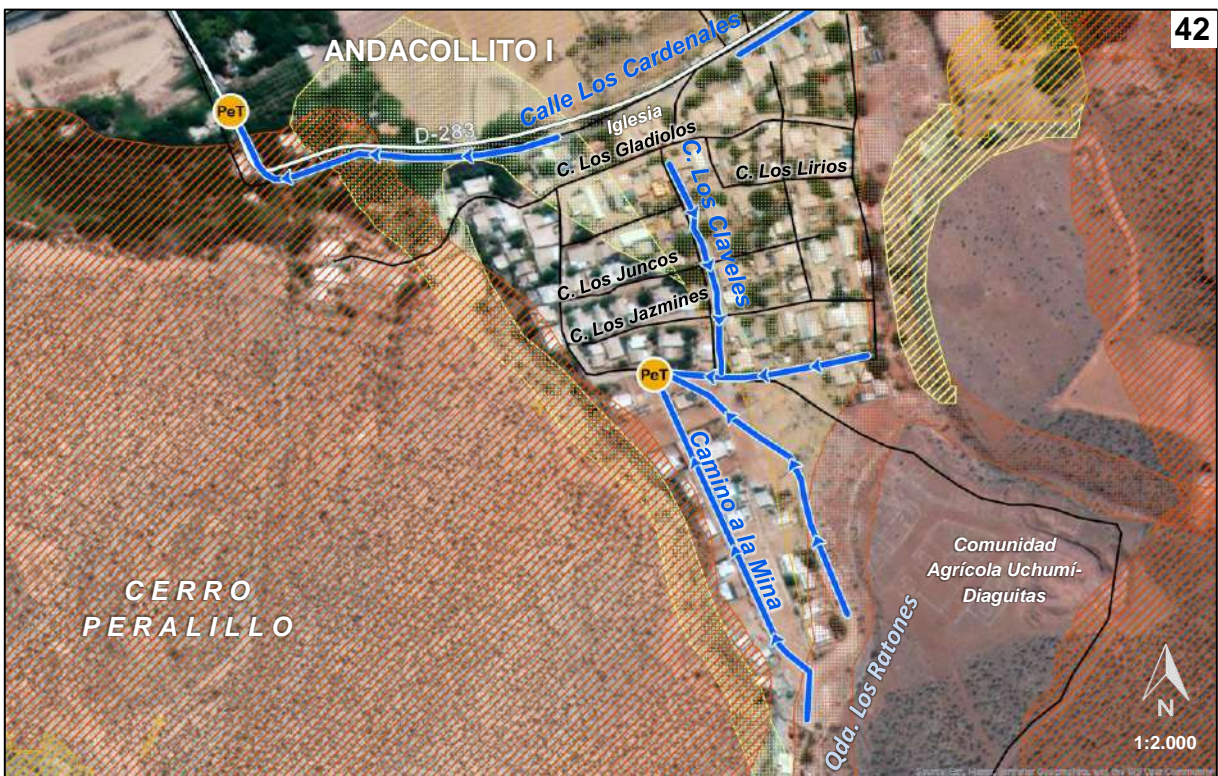 42
ANDACOLLITO I
Calle Los Cardenales
PeT
D-283
Iglesia
C. Los Gladiolos
C. Los Claveles
C. Los Lirios
C. Los Juncos
C. Los Jazmines
PeT
Camino a la Mina
Comunidad
Agrícola Uchumí-
Diaguitas
CERRO
PERALILLO
Qda. Los Ratones
N
1:2.000